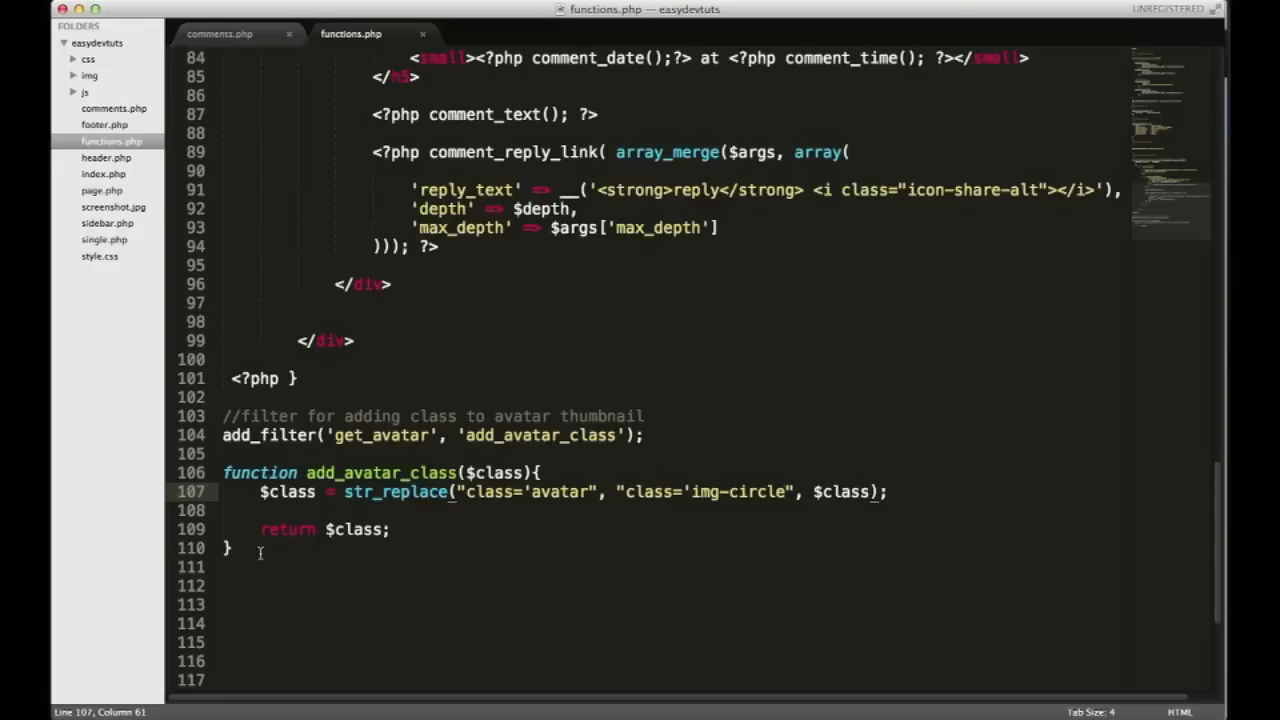 functions.php — easydevtuts
UNREGISTERED
FOLDERS
easydevtuts
css
img
js
comments.php
footer.php
functions.php
header.php
index.php
page.php
screenshot.jpg
sidebar.php
single.php
style.css
comments.php ×
functions.php ×
84 <small><?php comment_date();?> at <?php comment_time(); ?></small>
85 </h5>
86
87 <?php comment_text(); ?>
88
89 <?php comment_reply_link( array_merge($args, array(
90
91 'reply_text' => __('<strong>reply</strong> <i class="icon-share-alt"></i>'),
92 'depth' => $depth,
93 'max_depth' => $args['max_depth']
94 ))); ?>
95
96 </div>
97
98
99 </div>
100
101 <?php }
102
103 //filter for adding class to avatar thumbnail
104 add_filter('get_avatar', 'add_avatar_class');
105
106 function add_avatar_class($class){
107 $class = str_replace("class='avatar", "class='img-circle", $class);
108
109 return $class;
110 }
111
112
113
114
115
116
117
Line 107, Column 61
Tab Size: 4
HTML